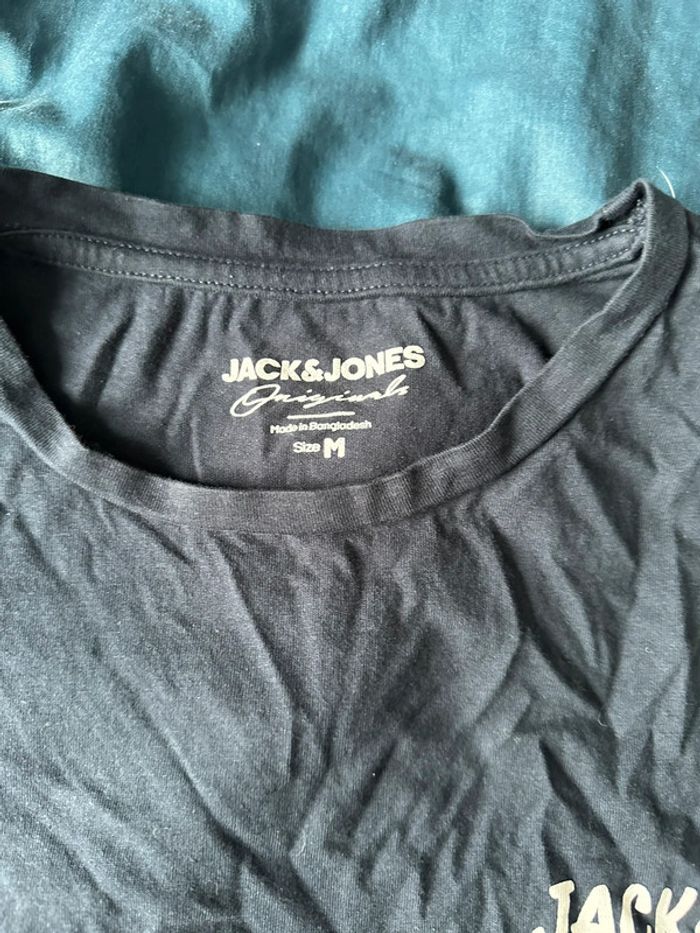 JACK&JONES
Originals
Made in Bangladesh
Size M
JACK